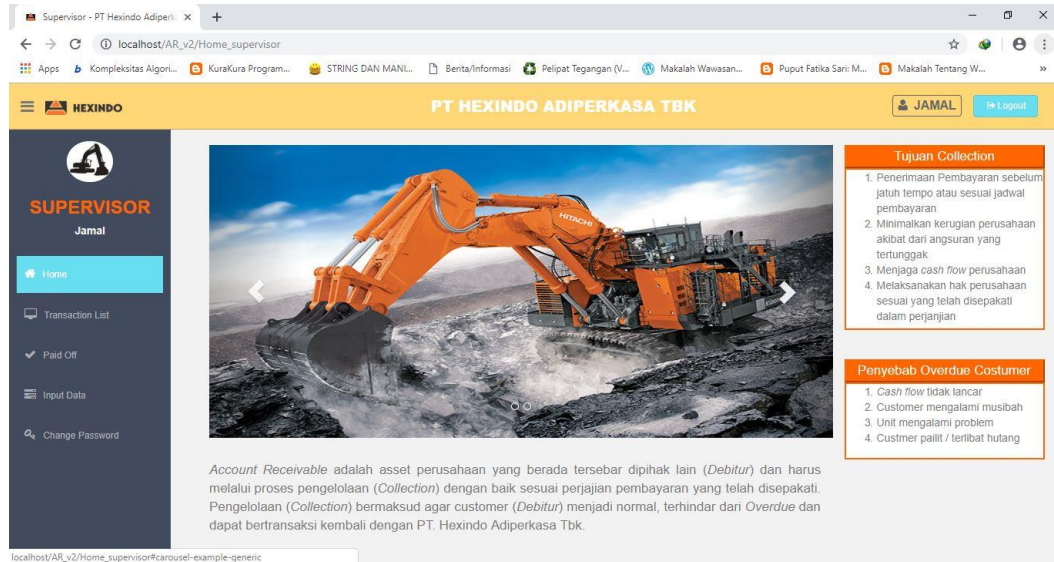 Supervisor - PT Hexindo Adiperk
localhost/AR_v2/Home_supervisor
Apps
Kompleksitas Algori...
KuraKura Program...
STRING DAN MANI...
Berita/Informasi
Pelipat Tegangan (V...
Makalah Wawasan...
Puput Fatika Sari: M...
Makalah Tentang W...
HEXINDO
PT HEXINDO ADIPERKASA TBK
JAMAL
Logout
SUPERVISOR
Jamal
Home
Transaction List
Paid Off
Input Data
Change Password
HITACHI
Tujuan Collection
1. Penerimaan Pembayaran sebelum
jatuh tempo atau sesuai jadwal
pembayaran
2. Minimalkan kerugian perusahaan
akibat dari angsuran yang
tertunggak
3. Menjaga cash flow perusahaan
4. Melaksanakan hak perusahaan
sesuai yang telah disepakati
dalam perjanjian
Penyebab Overdue Costumer
1. Cash flow tidak lancar
2. Customer mengalami musibah
3. Unit mengalami problem
4. Custmer pailit / terlibat hutang
Account Receivable adalah asset perusahaan yang berada tersebar dipihak lain (Debitur) dan harus
melalui proses pengelolaan (Collection) dengan baik sesuai perjajian pembayaran yang telah disepakati.
Pengelolaan (Collection) bermaksud agar customer (Debitur) menjadi normal, terhindar dari Overdue dan
dapat bertransaksi kembali dengan PT. Hexindo Adiperkasa Tbk.
localhost/AR_v2/Home_supervisor#carousel-example-generic